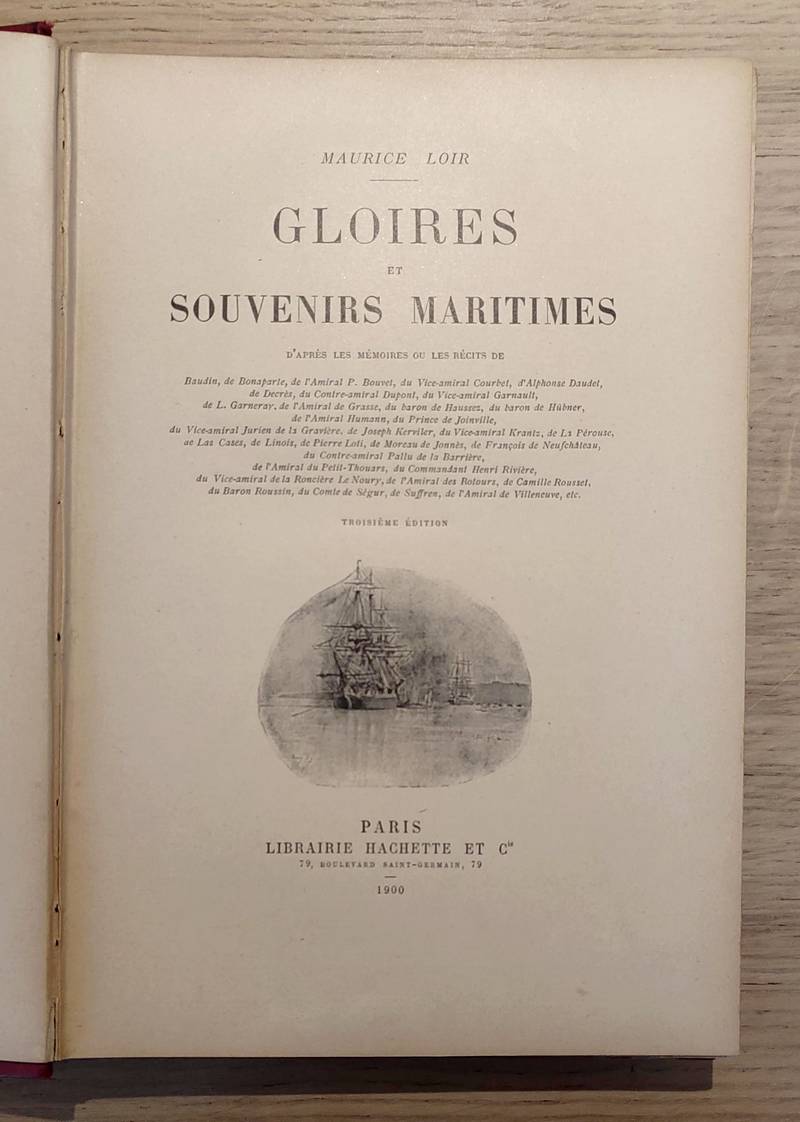 MAURICE LOIR
GLOIRES
ET
SOUVENIRS MARITIMES
D'APRÈS LES MÉMOIRES OU LES RÉCITS DE
Baudin, de Bonaparte, de l'Amiral P. Bouvet, du Vice-amiral Courbet, d'Alphonse Daudet,
de Decrès, du Contre-amiral Dupont, du Vice-amiral Garnault,
de L. Garneray, de l'Amiral de Grasse, du baron de Haussez, du baron de Hübner,
de l'Amiral Humann, du Prince de Joinville,
du Vice-amiral Jurien de la Gravière, de Joseph Kerviler, du Vice-amiral Krantz, de La Pérouse,
de Las Cases, de Linois, de Pierre Loti, de Moreau de Jonnès, de François de Neufchâteau,
du Contre-amiral Pallu de la Barrière,
de l'Amiral du Petit-Thouars, du Commandant Henri Rivière,
du Vice-amiral de la Roncière Le Noury, de l'Amiral des Rotours, de Camille Rousset,
du Baron Roussin, du Comte de Ségur, de Suffren, de l'Amiral de Villeneuve, etc.
TROISIÈME ÉDITION
PARIS
LIBRAIRIE HACHETTE ET Cie
79, BOULEVARD SAINT-GERMAIN, 79
1900